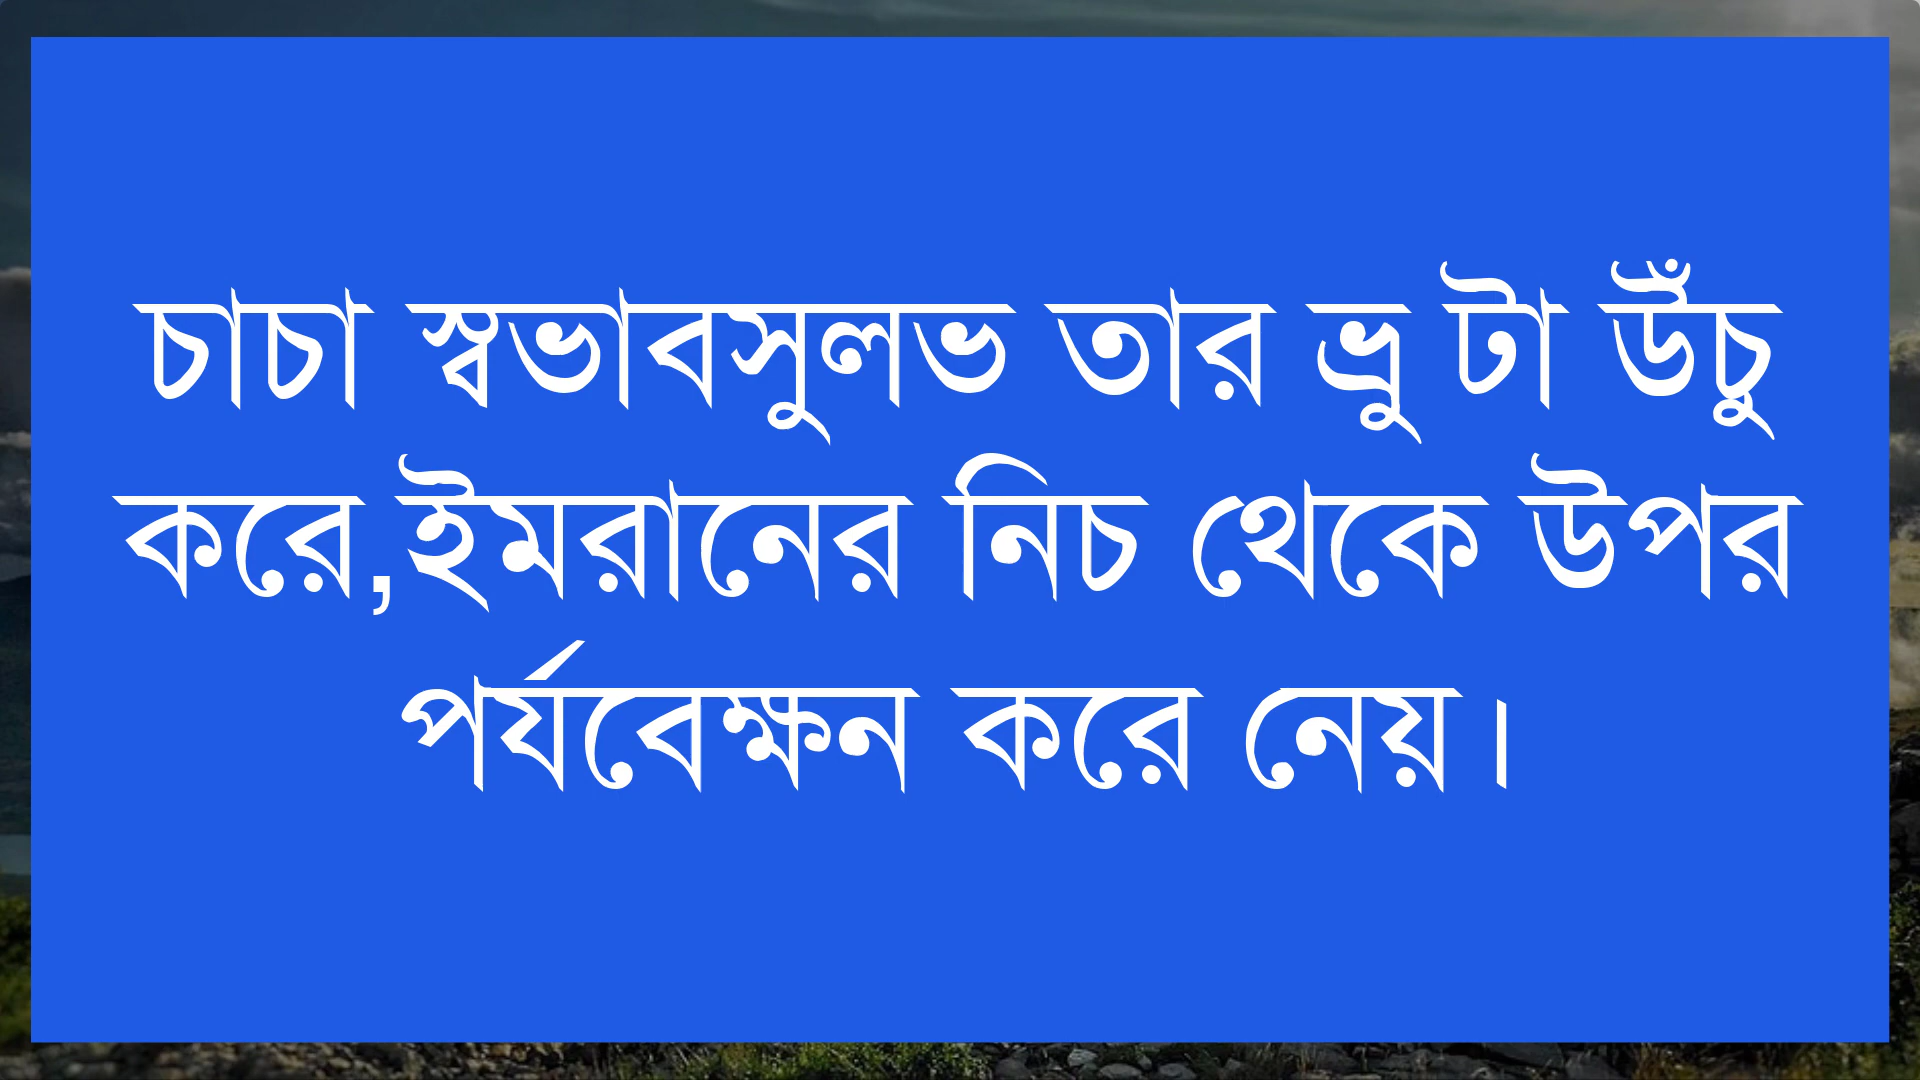 চাচা স্বভাবসুলভ তার ভ্রু টা উঁচু
করে,ইমরানের নিচ থেকে উপর
পর্যবেক্ষন করে নেয়।